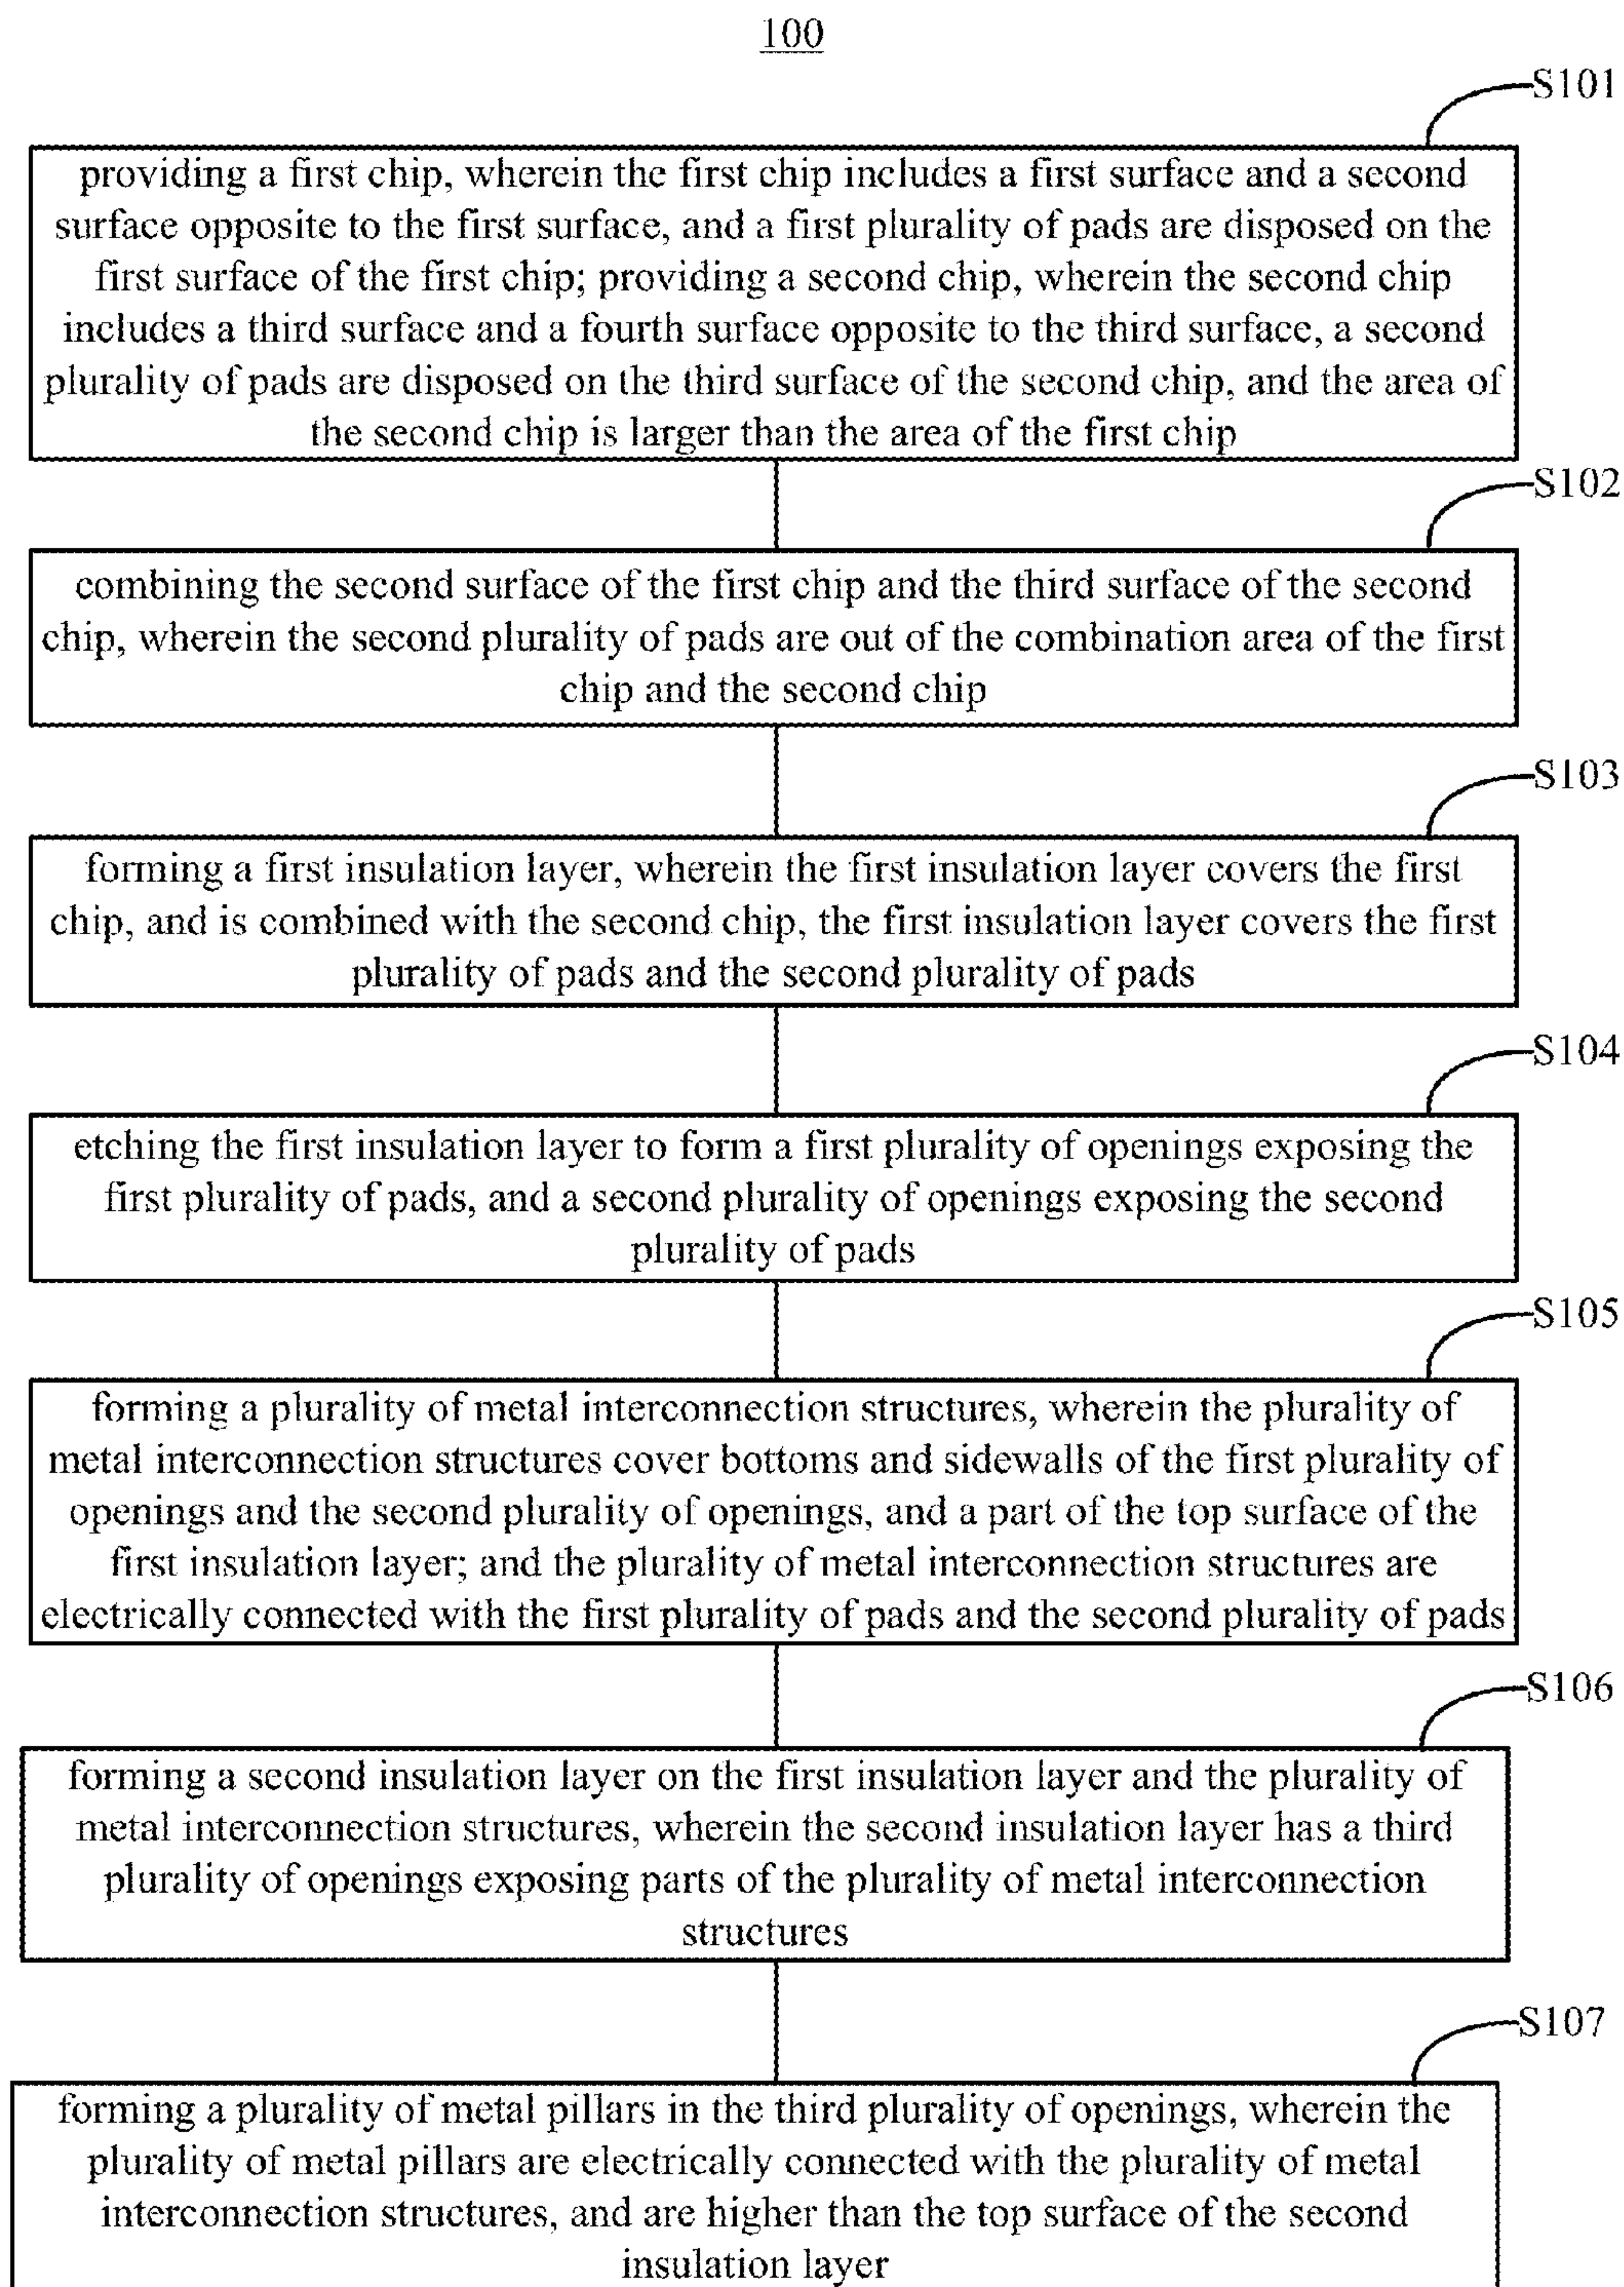 100
S101
providing a first chip, wherein the first chip includes a first surface and a second
surface opposite to the first surface, and a first plurality of pads are disposed on the
first surface of the first chip; providing a second chip, wherein the second chip
includes a third surface and a fourth surface opposite to the third surface, a second
plurality of pads are disposed on the third surface of the second chip, and the area of
the second chip is larger than the area of the first chip
S102
combining the second surface of the first chip and the third surface of the second
chip, wherein the second plurality of pads are out of the combination area of the first
chip and the second chip
S103
forming a first insulation layer, wherein the first insulation layer covers the first
chip, and is combined with the second chip, the first insulation layer covers the first
plurality of pads and the second plurality of pads
S104
etching the first insulation layer to form a first plurality of openings exposing the
first plurality of pads, and a second plurality of openings exposing the second
plurality of pads
S105
forming a plurality of metal interconnection structures, wherein the plurality of
metal interconnection structures cover bottoms and sidewalls of the first plurality of
openings and the second plurality of openings, and a part of the top surface of the
first insulation layer; and the plurality of metal interconnection structures are
electrically connected with the first plurality of pads and the second plurality of pads
S106
forming a second insulation layer on the first insulation layer and the plurality of
metal interconnection structures, wherein the second insulation layer has a third
plurality of openings exposing parts of the plurality of metal interconnection
structures
S107
forming a plurality of metal pillars in the third plurality of openings, wherein the
plurality of metal pillars are electrically connected with the plurality of metal
interconnection structures, and are higher than the top surface of the second
insulation layer